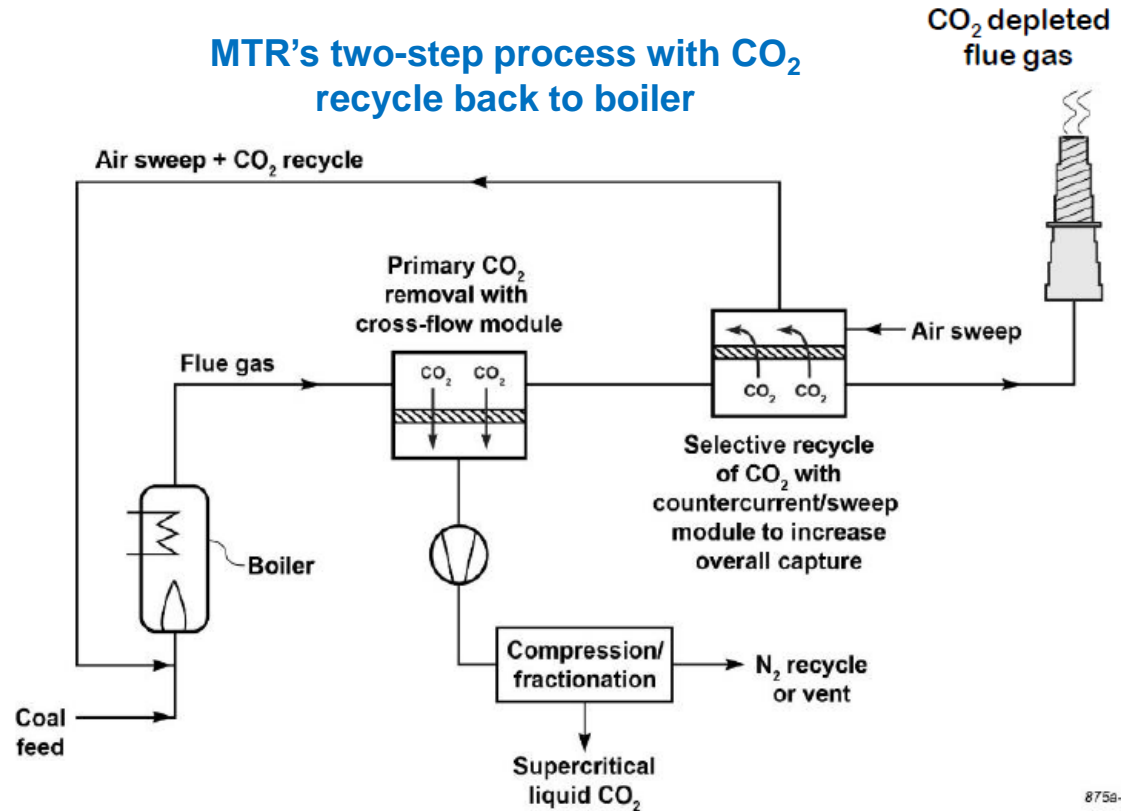 MTR's two-step process with CO₂
recycle back to boiler
CO₂ depleted
flue gas
Air sweep + CO₂ recycle
Primary CO₂
removal with
cross-flow module
Flue gas
CO₂ CO₂
Air sweep
CO₂ CO₂
Selective recycle
of CO₂ with
countercurrent/sweep
module to increase
overall capture
Boiler
Compression/
fractionation
N₂ recycle
or vent
Coal
feed
Supercritical
liquid CO₂
875a-